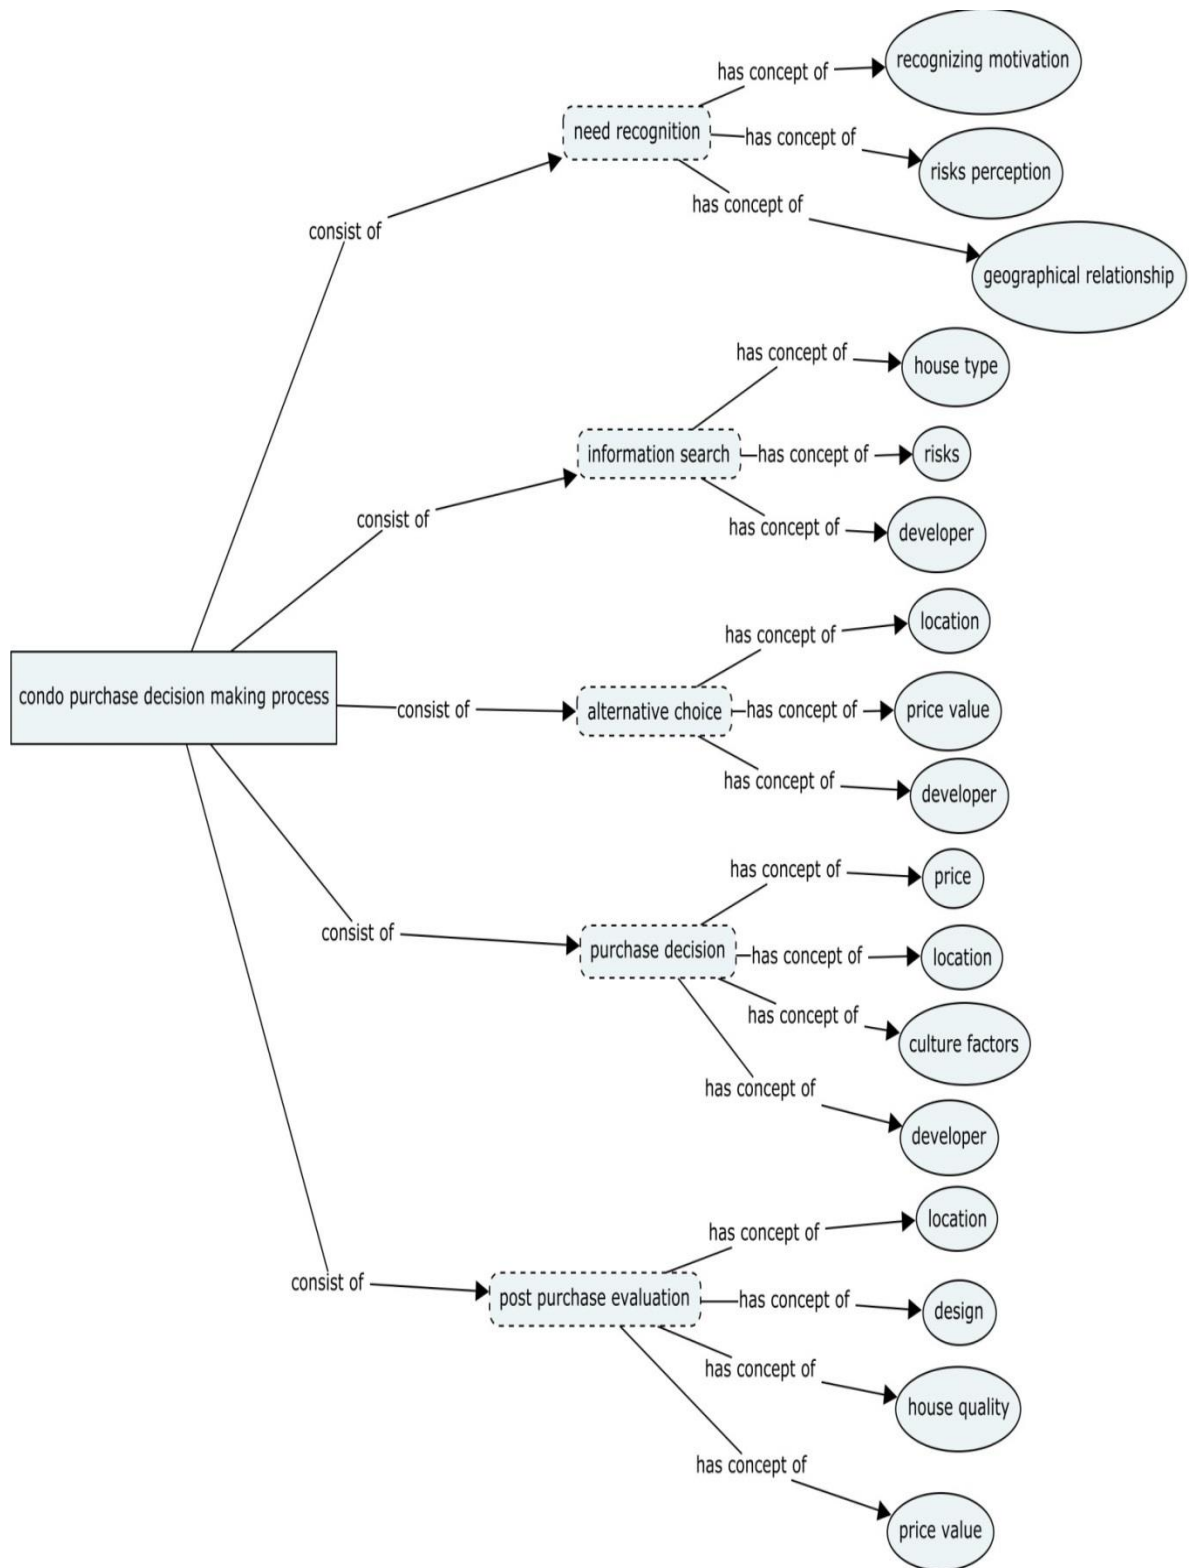 has concept of
recognizing motivation
need recognition
has concept of
risks perception
has concept of
geographical relationship
consist of
has concept of
house type
information search
has concept of
risks
has concept of
developer
consist of
has concept of
location
condo purchase decision making process
consist of
alternative choice
has concept of
price value
has concept of
developer
has concept of
price
consist of
purchase decision
has concept of
location
has concept of
culture factors
has concept of
developer
has concept of
location
consist of
post purchase evaluation
has concept of
design
has concept of
house quality
has concept of
price value